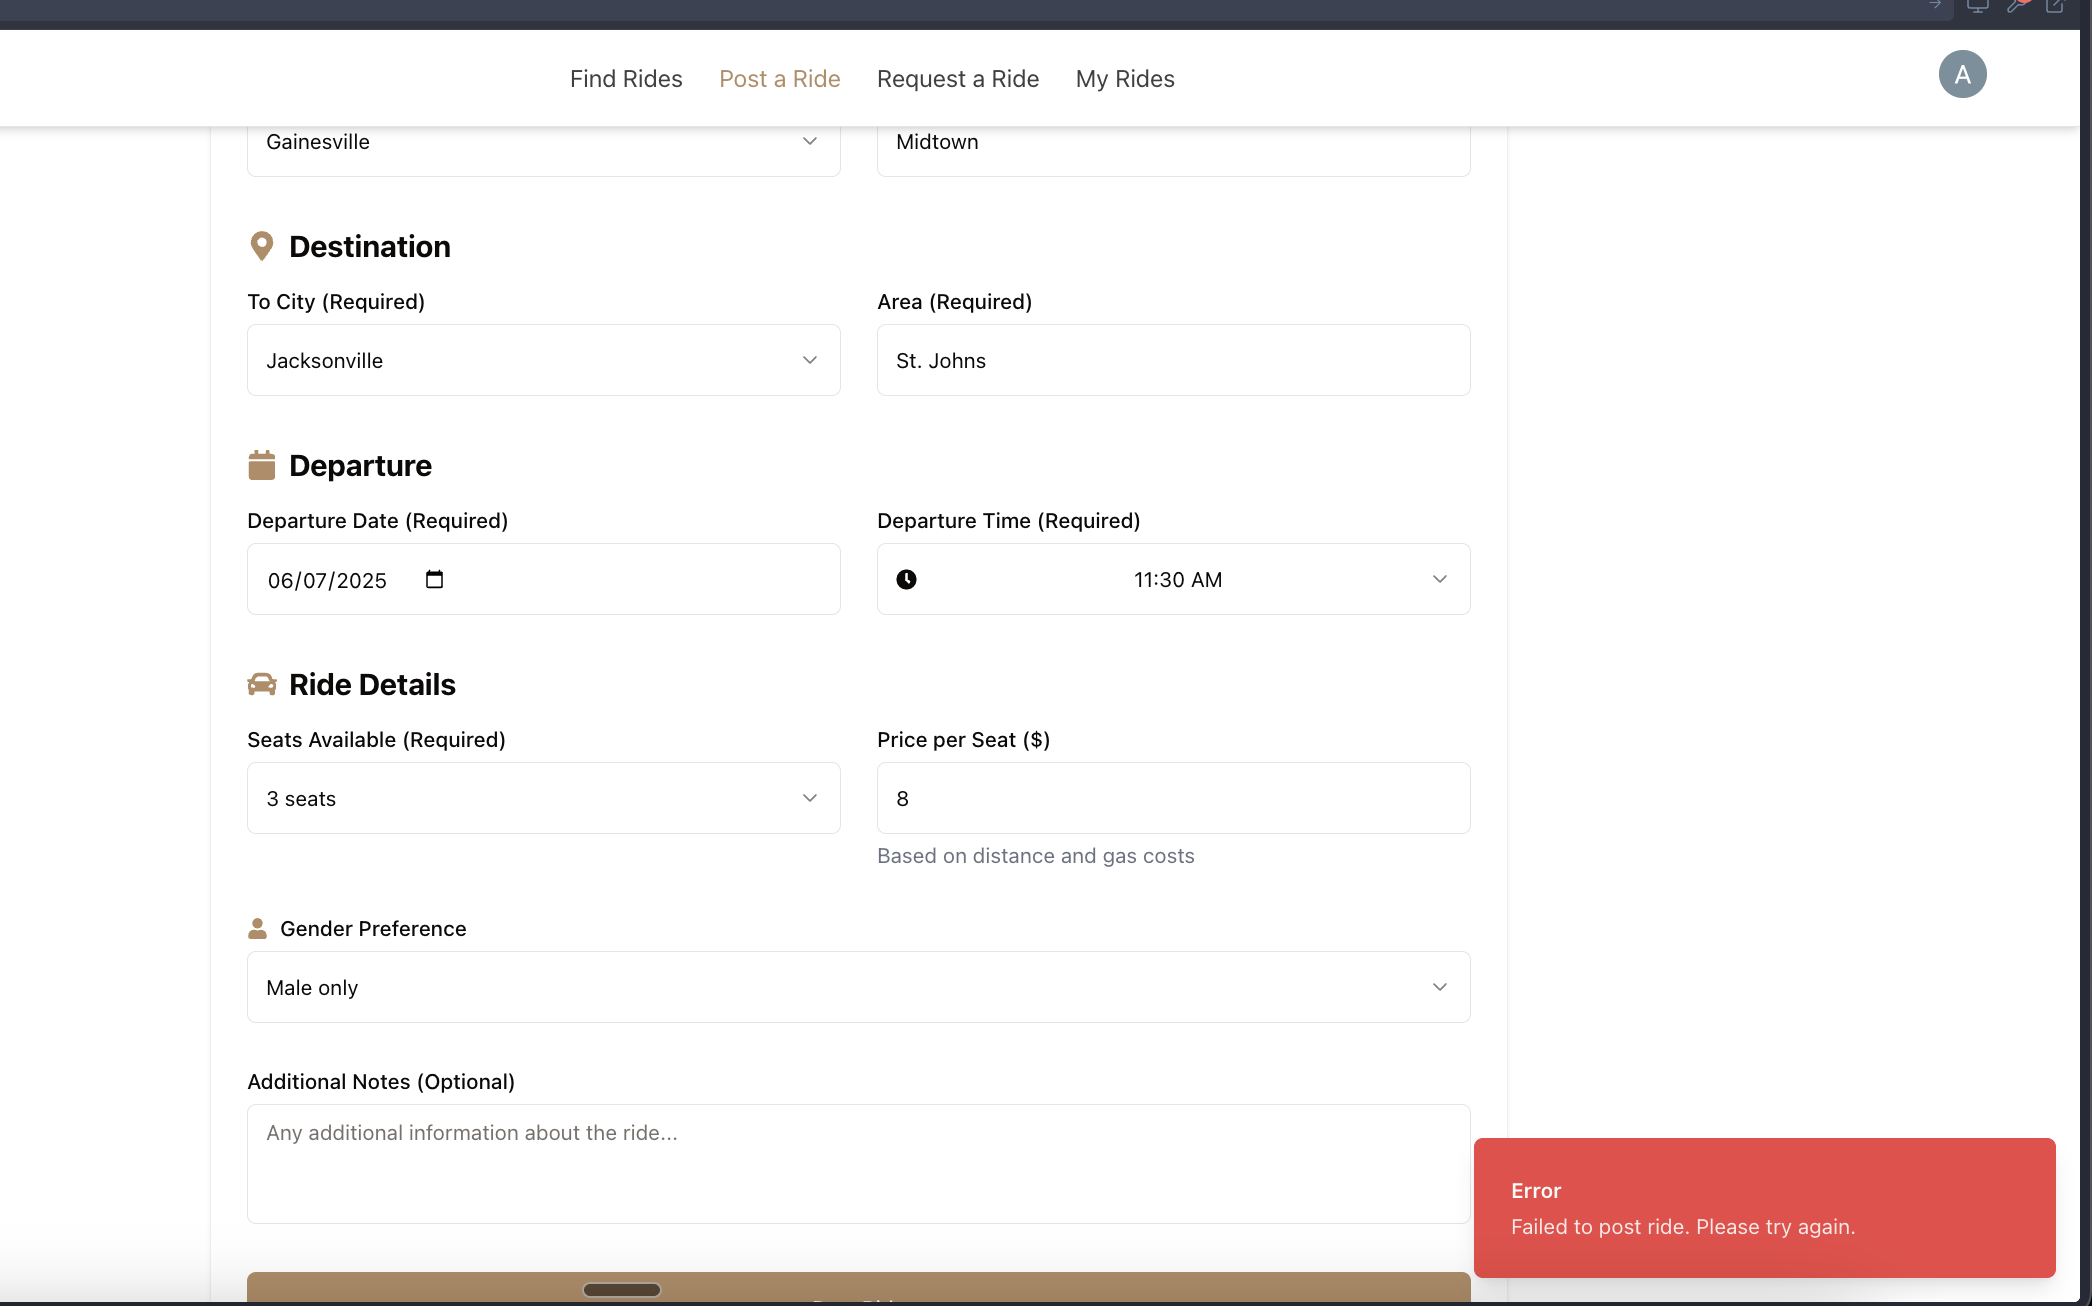 Find Rides Post a Ride Request a Ride My Rides A
Gainesville Midtown
Destination
To City (Required) Area (Required)
Jacksonville St. Johns
Departure
Departure Date (Required) Departure Time (Required)
06/07/2025 11:30 AM
Ride Details
Seats Available (Required) Price per Seat ($)
3 seats 8
Based on distance and gas costs
Gender Preference
Male only
Additional Notes (Optional)
Any additional information about the ride...
Error
Failed to post ride. Please try again.